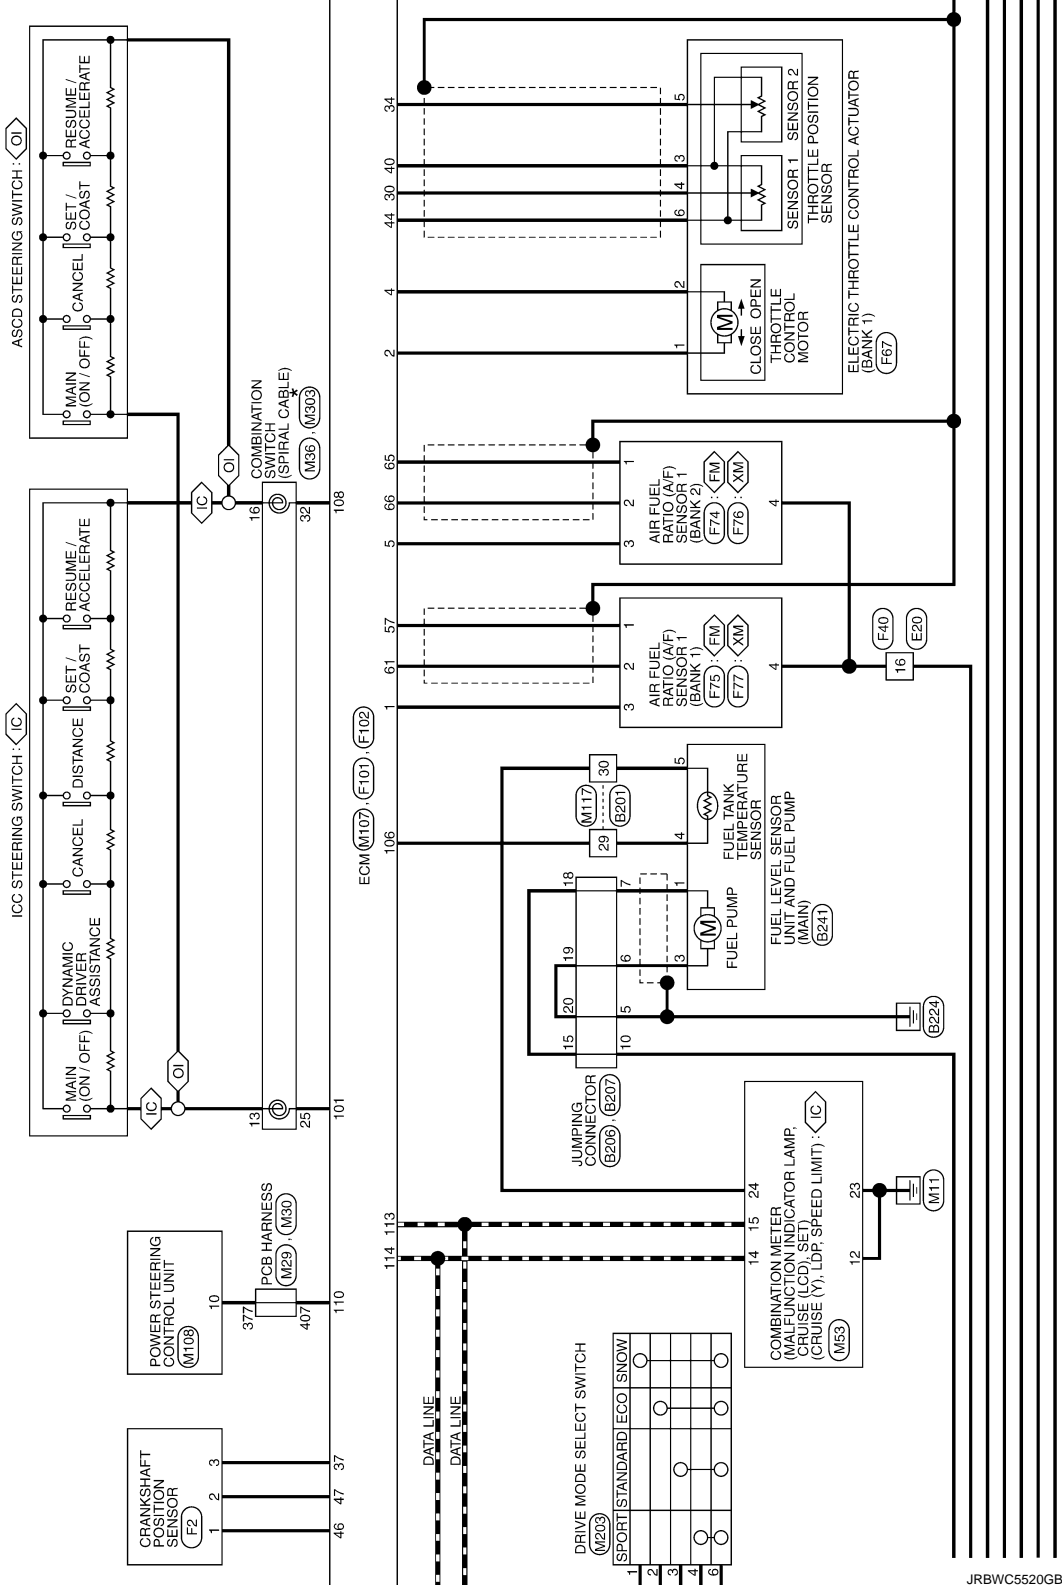 ASCD STEERING SWITCH : OI
MAIN
(ON / OFF)
CANCEL
SET /
COAST
RESUME /
ACCELERATE
ICC STEERING SWITCH : IC
MAIN
(ON / OFF)
DYNAMIC
DRIVER
ASSISTANCE
CANCEL
DISTANCE
SET /
COAST
RESUME /
ACCELERATE
IC
OI
IC
OI
COMBINATION
SWITCH
(SPIRAL CABLE)
*
M36 , M303
13
25
101
16
32
108
POWER STEERING
CONTROL UNIT
M108
10
377
407
110
PCB HARNESS
M29 , M30
CRANKSHAFT
POSITION
SENSOR
F2
1
2
3
46
47
37
ECM M107 , F101 , F102
114
113
106
1
61
57
5
66
65
2
4
44
30
40
34
DATA LINE
DATA LINE
DRIVE MODE SELECT SWITCH
M203
SPORT
STANDARD
ECO
SNOW
1
2
3
4
6
14
15
24
12
23
COMBINATION METER
(MALFUNCTION INDICATOR LAMP,
CRUISE (LCD), SET)
(CRUISE (Y), LDP, SPEED LIMIT) : IC
M53
M11
JUMPING
CONNECTOR
B206 , B207
15
20
19
18
10
5
6
7
B224
M117
B201
29
30
3
1
4
5
M
FUEL PUMP
FUEL TANK
TEMPERATURE
SENSOR
FUEL LEVEL SENSOR
UNIT AND FUEL PUMP
(MAIN)
B241
3
2
1
AIR FUEL
RATIO (A/F)
SENSOR 1
(BANK 1)
F75 : FM
F77 : XM
4
3
2
1
AIR FUEL
RATIO (A/F)
SENSOR 1
(BANK 2)
F74 : FM
F76 : XM
4
16
F40
E20
1
2
6
4
3
5
M
CLOSE OPEN
THROTTLE
CONTROL
MOTOR
SENSOR 1
SENSOR 2
THROTTLE POSITION
SENSOR
ELECTRIC THROTTLE CONTROL ACTUATOR
(BANK 1)
F67
JRBWC5520GB